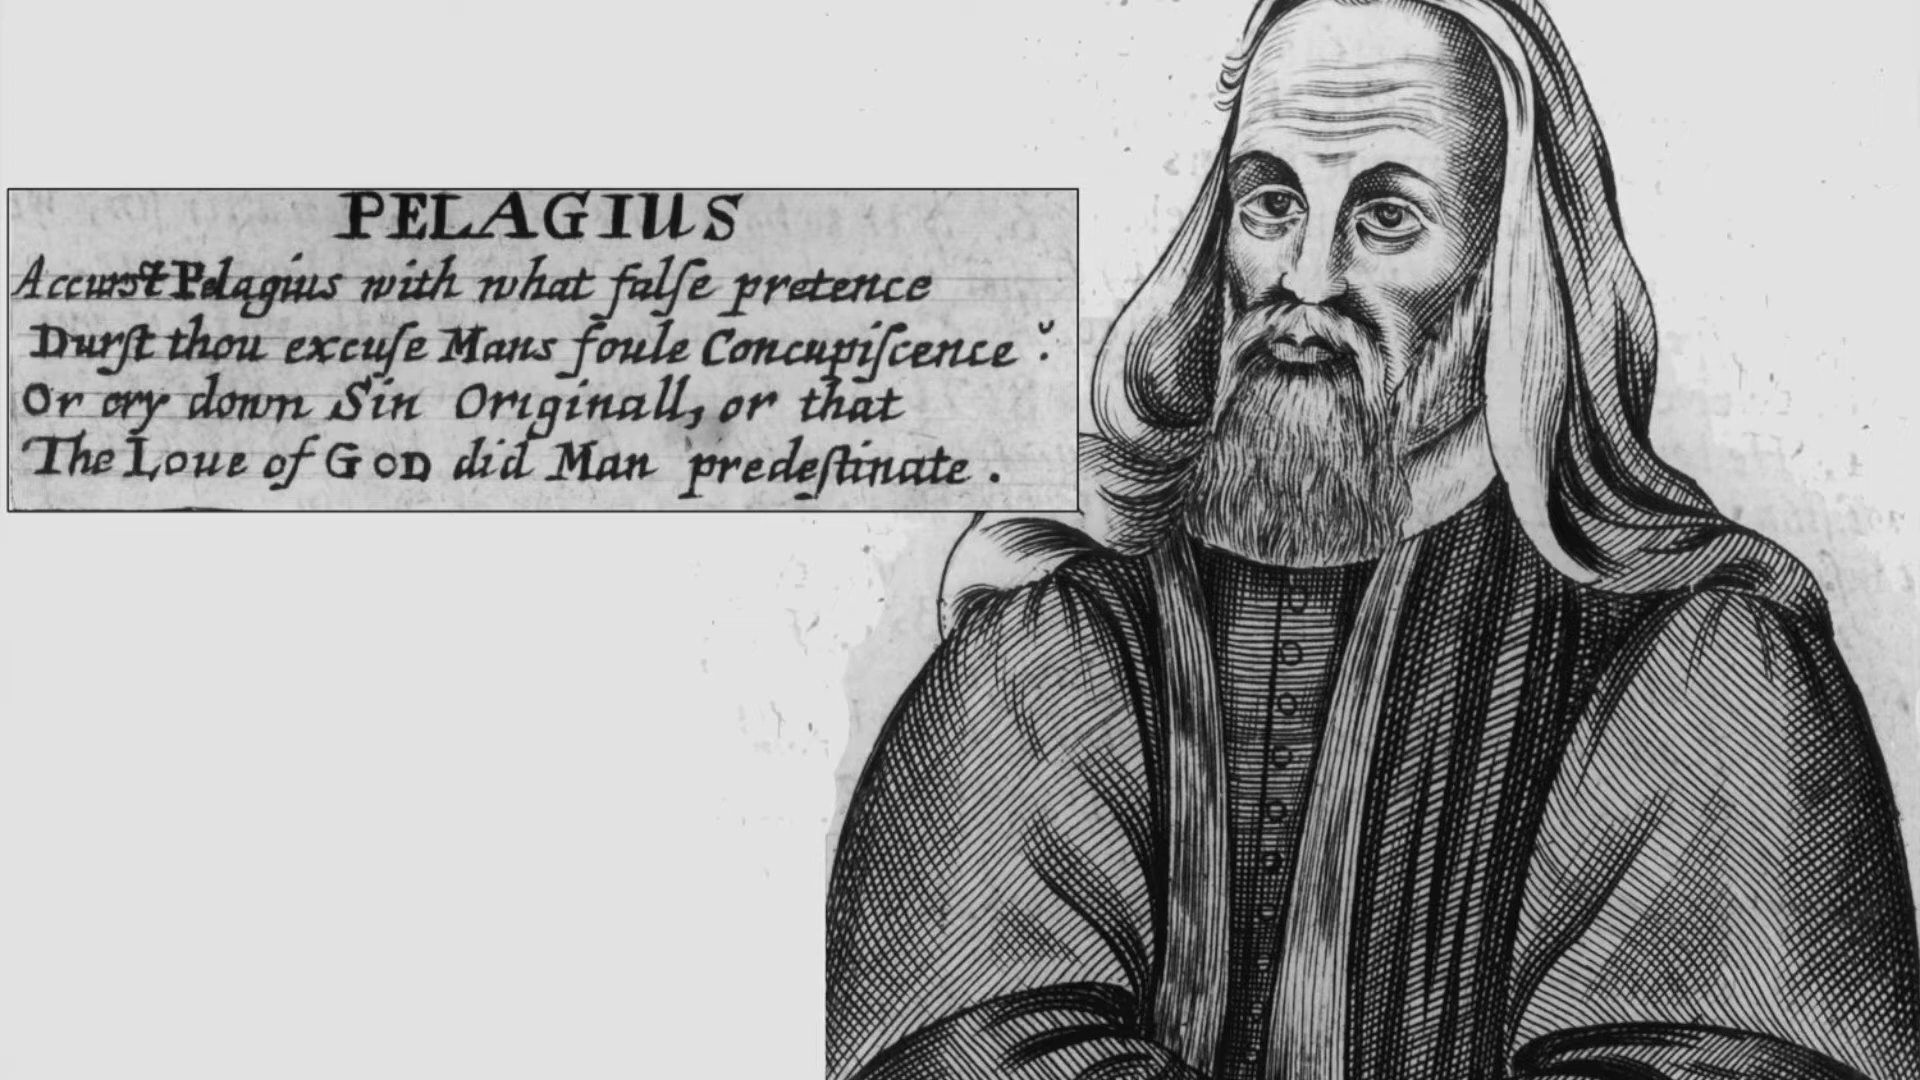 PELAGIUS
Accurst Pelagius with what falſe pretence
Durſt thou excuſe Mans foule Concupiſcence ?
Or cry down Sin Originall, or that
The Loue of GOD did Man predeſtinate .